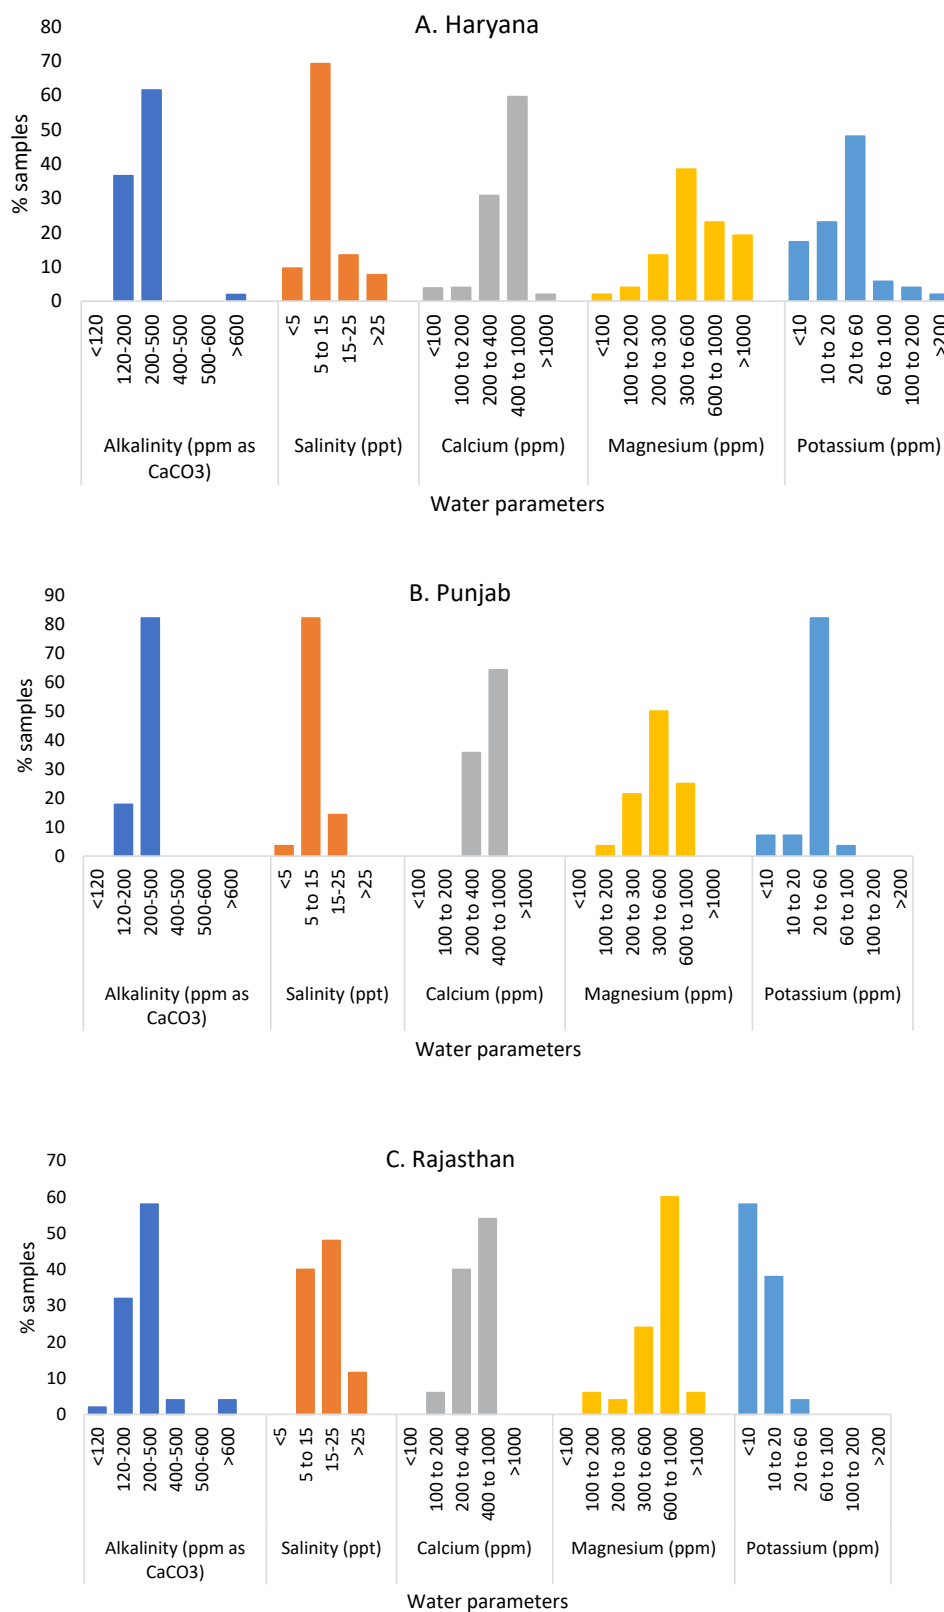 A. Haryana
% samples
80
70
60
50
40
30
20
10
0
<120
120-200
200-500
400-500
500-600
>600
<5
5 to 15
15-25
>25
<100
100 to 200
200 to 400
400 to 1000
>1000
<100
100 to 200
200 to 300
300 to 600
600 to 1000
>1000
<10
10 to 20
20 to 60
60 to 100
100 to 200
>200
Alkalinity (ppm as
CaCO3)
Salinity (ppt)
Calcium (ppm)
Magnesium (ppm)
Potassium (ppm)
Water parameters
B. Punjab
% samples
90
80
70
60
50
40
30
20
10
0
<120
120-200
200-500
400-500
500-600
>600
<5
5 to 15
15-25
>25
<100
100 to 200
200 to 400
400 to 1000
>1000
<100
100 to 200
200 to 300
300 to 600
600 to 1000
>1000
<10
10 to 20
20 to 60
60 to 100
100 to 200
>200
Alkalinity (ppm as
CaCO3)
Salinity (ppt)
Calcium (ppm)
Magnesium (ppm)
Potassium (ppm)
Water parameters
C. Rajasthan
% samples
70
60
50
40
30
20
10
0
<120
120-200
200-500
400-500
500-600
>600
<5
5 to 15
15-25
>25
<100
100 to 200
200 to 400
400 to 1000
>1000
<100
100 to 200
200 to 300
300 to 600
600 to 1000
>1000
<10
10 to 20
20 to 60
60 to 100
100 to 200
>200
Alkalinity (ppm as
CaCO3)
Salinity (ppt)
Calcium (ppm)
Magnesium (ppm)
Potassium (ppm)
Water parameters